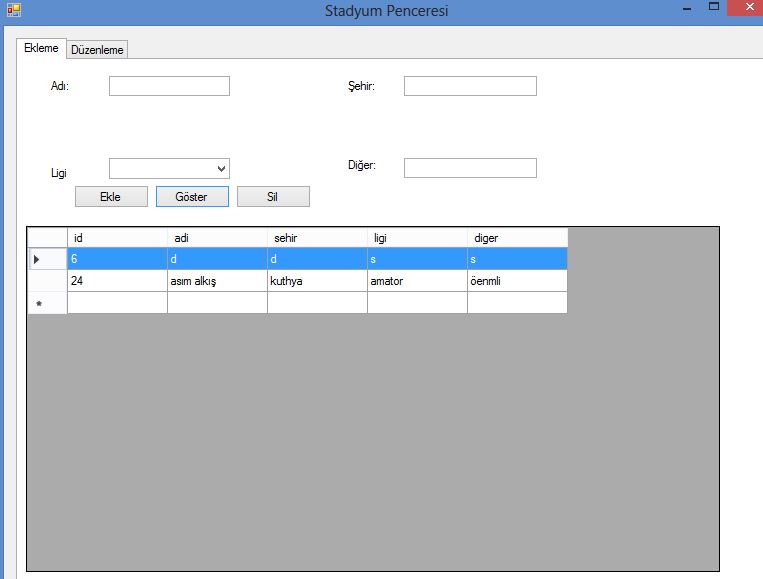 Stadyum Penceresi
Ekleme Düzenleme
Adı: Şehir:
Ligi Diğer:
Ekle Göster Sil
id adi sehir ligi diger
6 d d s s
24 asım alkış kuthya amator öenmli